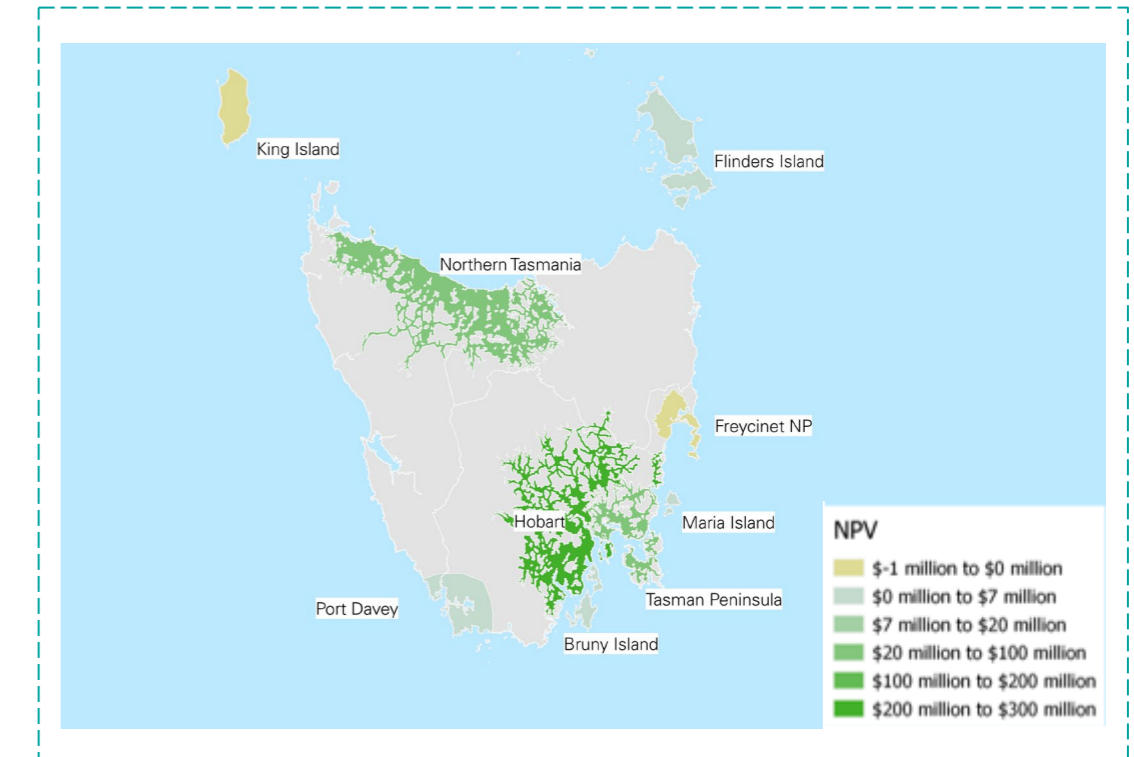 King Island
Flinders Island
Northern Tasmania
Freycinet NP
Hobart
Maria Island
Tasman Peninsula
Port Davey
Bruny Island
NPV
$-1 million to $0 million
$0 million to $7 million
$7 million to $20 million
$20 million to $100 million
$100 million to $200 million
$200 million to $300 million